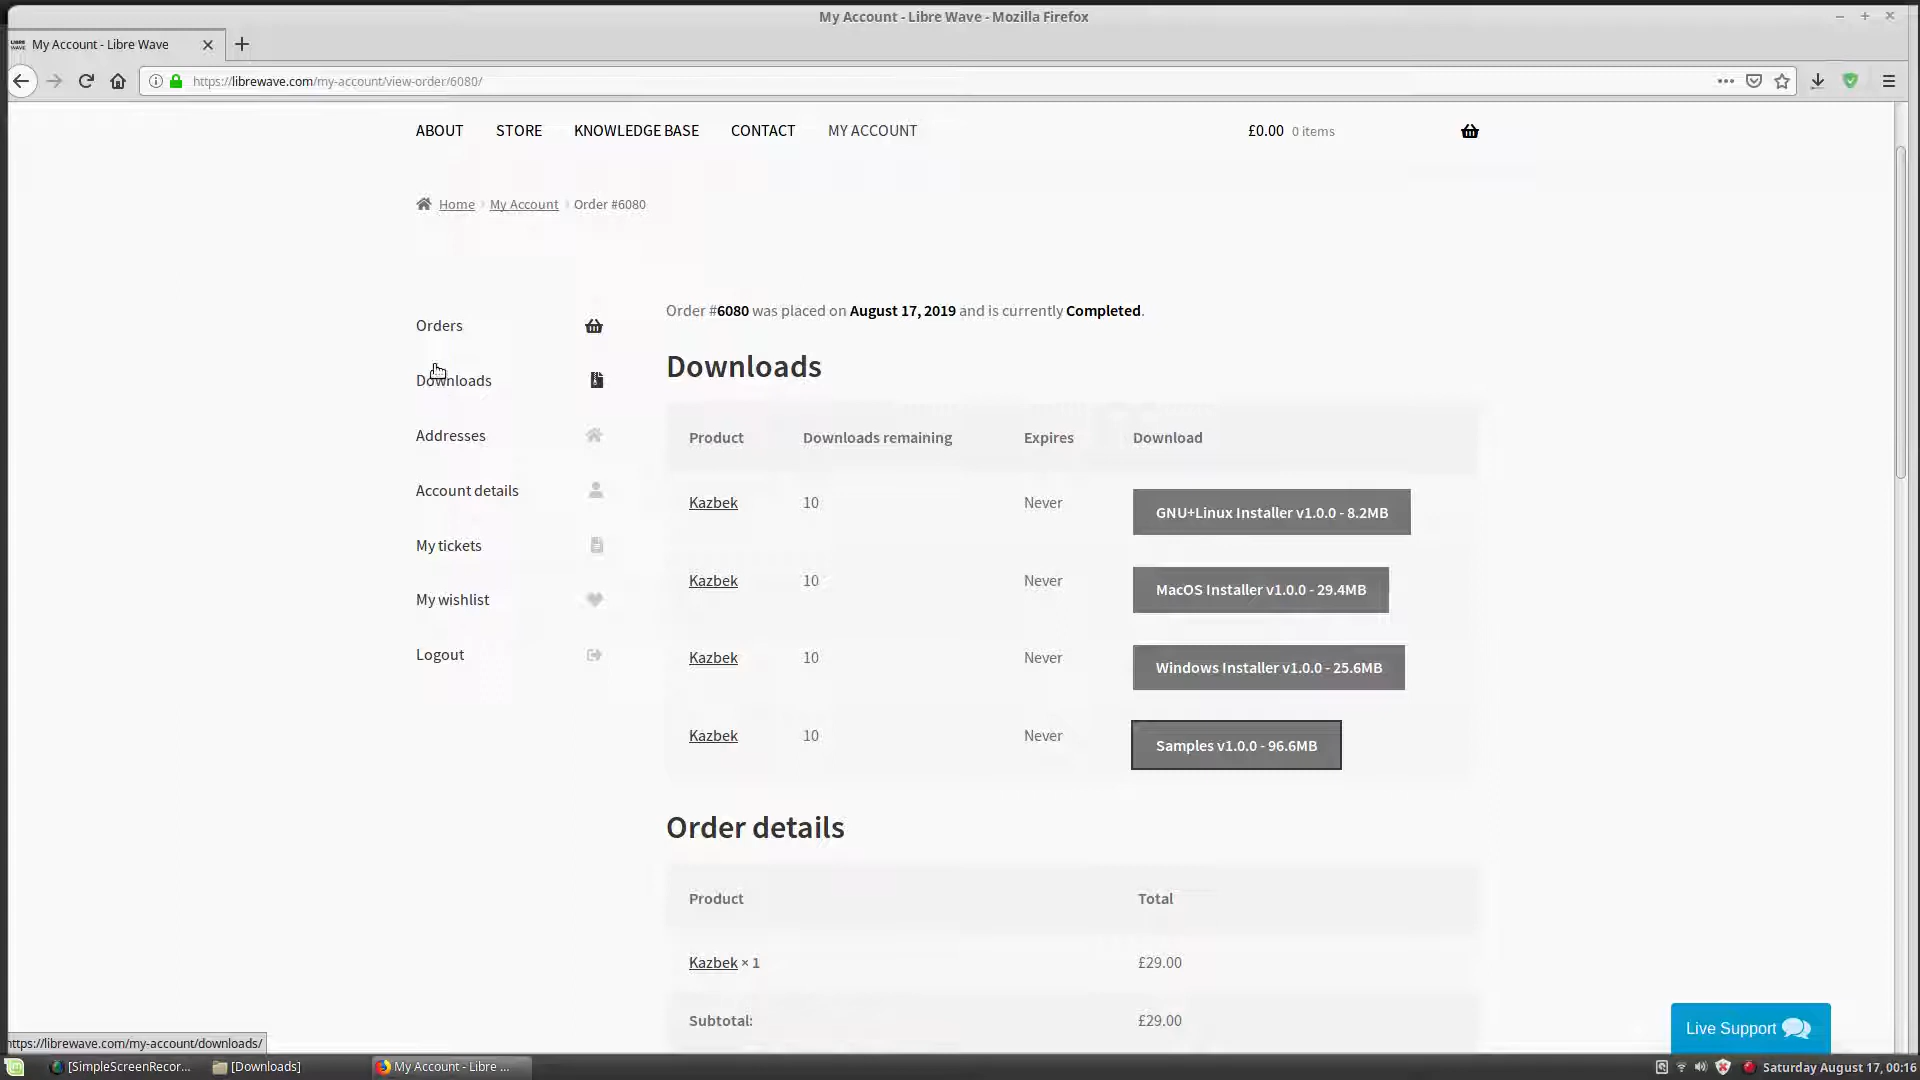 My Account - Libre Wave - Mozilla Firefox
My Account - Libre Wave
https://librewave.com/my-account/view-order/6080/
ABOUT STORE KNOWLEDGE BASE CONTACT MY ACCOUNT £0.00 0 items
Home My Account Order #6080
Order #6080 was placed on August 17, 2019 and is currently Completed.
Orders
Downloads
Addresses
Account details
My tickets
My wishlist
Logout
Downloads
Product Downloads remaining Expires Download
Kazbek 10 Never GNU+Linux Installer v1.0.0 - 8.2MB
Kazbek 10 Never MacOS Installer v1.0.0 - 29.4MB
Kazbek 10 Never Windows Installer v1.0.0 - 25.6MB
Kazbek 10 Never Samples v1.0.0 - 96.6MB
Order details
Product Total
Kazbek × 1 £29.00
Subtotal: £29.00
Live Support
https://librewave.com/my-account/downloads/
[SimpleScreenRecor... [Downloads] My Account - Libre ... Saturday August 17, 00:16